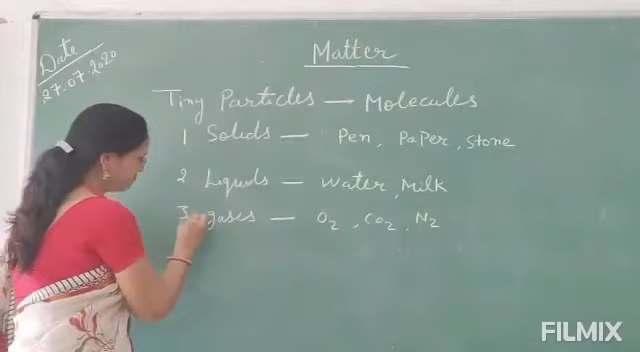 Date
27.07.2020
Matter
Tiny Particles — Molecules
1 Solids — Pen, PaPer, Stone
2 Liquids — Water, Milk
3 gases — O2, CO2, N2
FILMIX